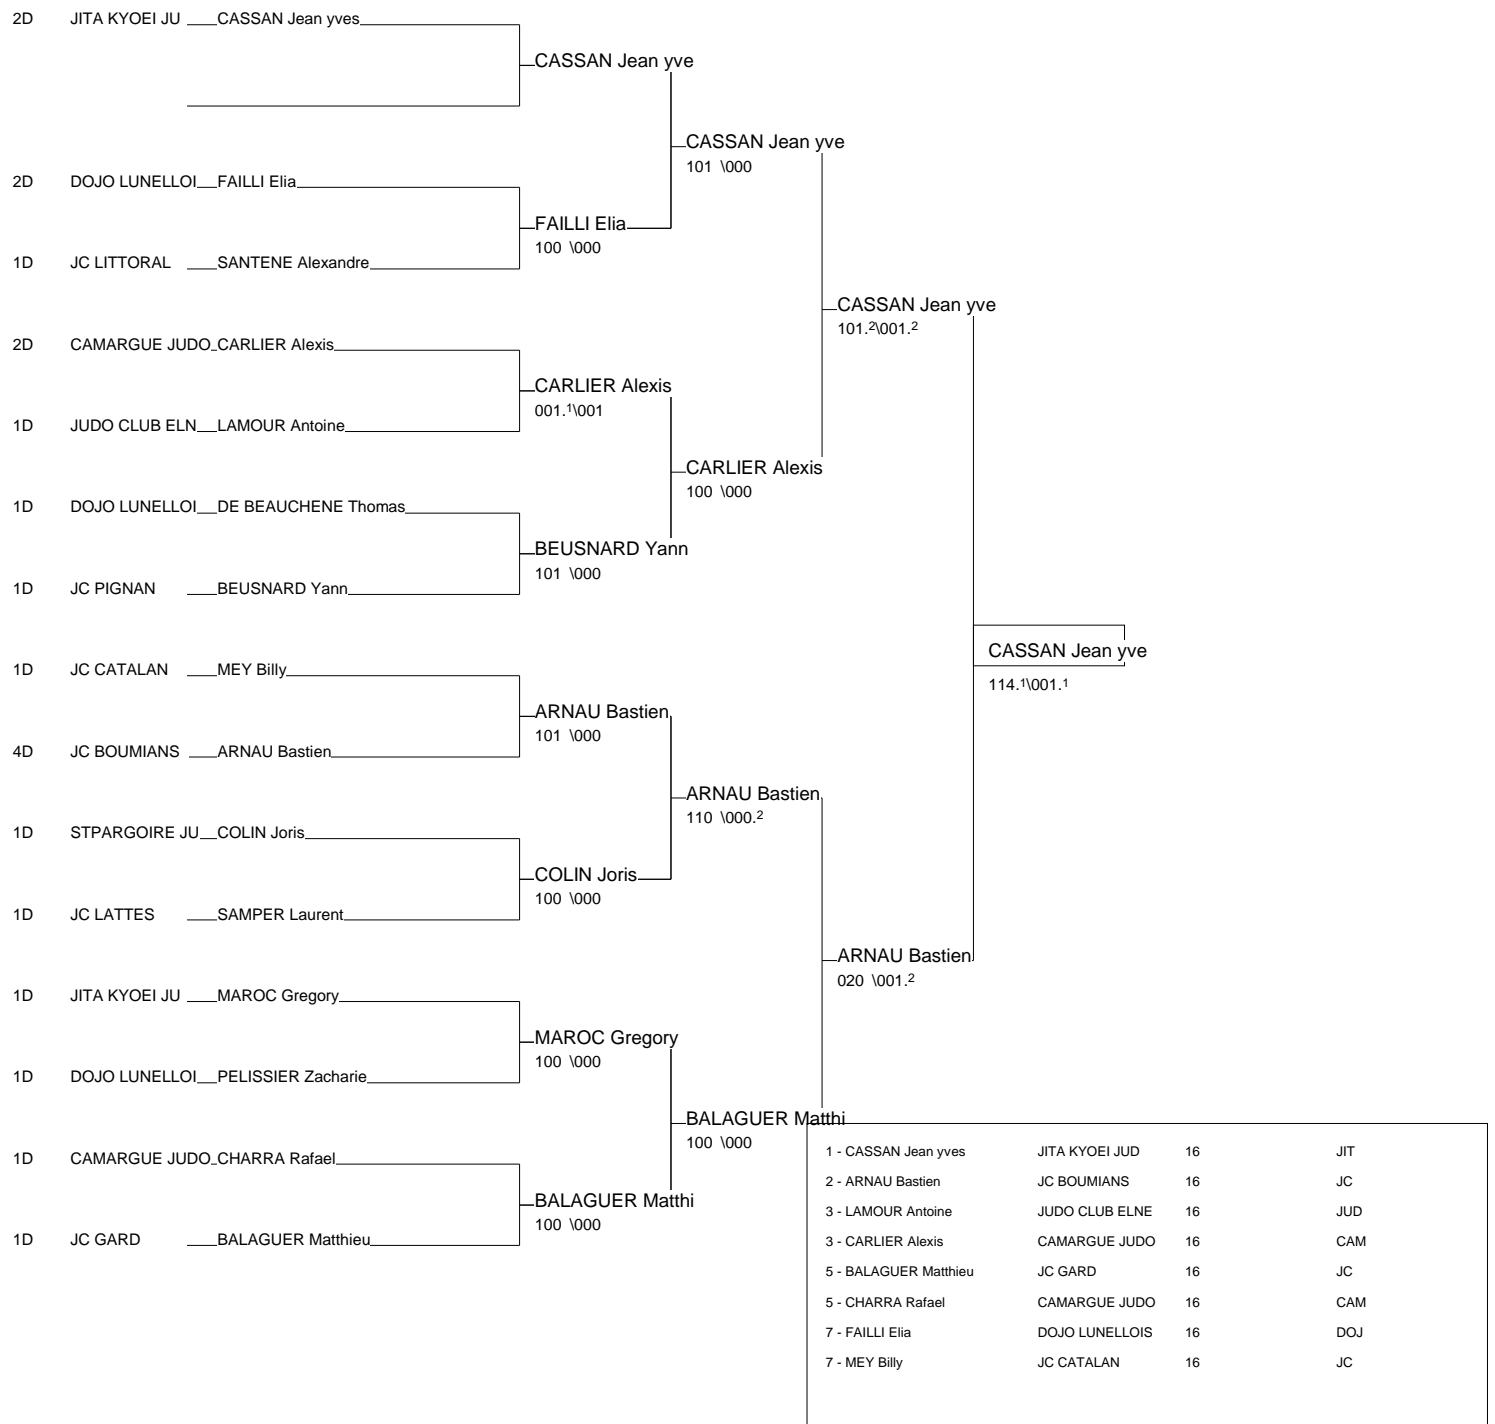 2D JITA KYOEI JU CASSAN Jean yves
CASSAN Jean yve
CASSAN Jean yve
101 \000
2D DOJO LUNELLOI FAILLI Elia
FAILLI Elia
100 \000
1D JC LITTORAL SANTENE Alexandre
CASSAN Jean yve
101.2\001.2
2D CAMARGUE JUDO CARLIER Alexis
CARLIER Alexis
001.1\001
1D JUDO CLUB ELN LAMOUR Antoine
CARLIER Alexis
100 \000
1D DOJO LUNELLOI DE BEAUCHENE Thomas
BEUSNARD Yann
101 \000
1D JC PIGNAN BEUSNARD Yann
CASSAN Jean yve
114.1\001.1
1D JC CATALAN MEY Billy
ARNAU Bastien
101 \000
4D JC BOUMIANS ARNAU Bastien
ARNAU Bastien
110 \000.2
1D STPARGOIRE JU COLIN Joris
COLIN Joris
100 \000
1D JC LATTES SAMPER Laurent
ARNAU Bastien
020 \001.2
1D JITA KYOEI JU MAROC Gregory
MAROC Gregory
100 \000
1D DOJO LUNELLOI PELISSIER Zacharie
BALAGUER Matthi
100 \000
1D CAMARGUE JUDO CHARRA Rafael
BALAGUER Matthi
100 \000
1D JC GARD BALAGUER Matthieu
1 - CASSAN Jean yves JITA KYOEI JUD 16 JIT
2 - ARNAU Bastien JC BOUMIANS 16 JC
3 - LAMOUR Antoine JUDO CLUB ELNE 16 JUD
3 - CARLIER Alexis CAMARGUE JUDO 16 CAM
5 - BALAGUER Matthieu JC GARD 16 JC
5 - CHARRA Rafael CAMARGUE JUDO 16 CAM
7 - FAILLI Elia DOJO LUNELLOIS 16 DOJ
7 - MEY Billy JC CATALAN 16 JC